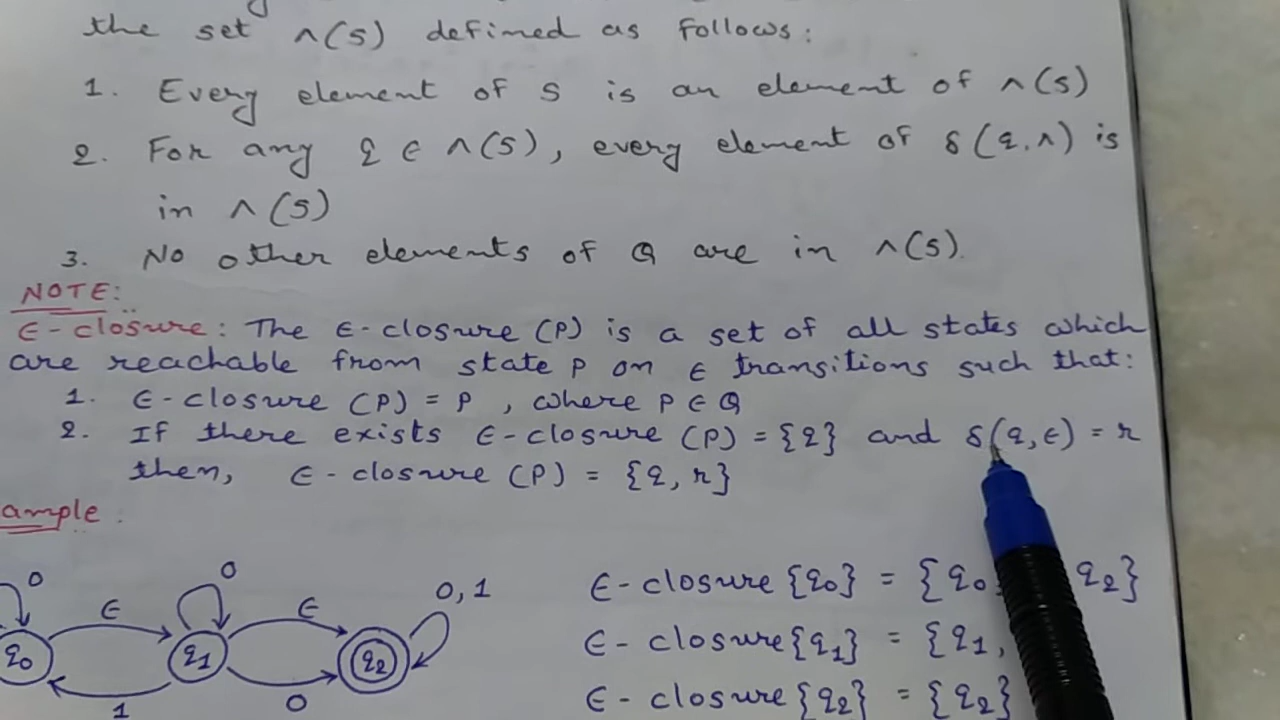 the set ʌ(S) defined as follows:
1. Every element of S is an element of ʌ(S)
2. For any q ∈ ʌ(S), every element of δ(q, ʌ) is
in ʌ(S)
3. No other elements of Q are in ʌ(S).
NOTE:
ϵ-closure: The ϵ-closure (P) is a set of all states which
are reachable from state P on ϵ transitions such that:
1. ϵ-closure (P) = P, where P ∈ Q
2. If there exists ϵ-closure (P) = {q} and δ(q, ϵ) = r
then, ϵ-closure (P) = {q, r}
ample:
0 0
ϵ ϵ 0, 1
q0 q1 q2
1 0
ϵ-closure {q0} = {q0, q2}
ϵ-closure {q1} = {q1,
ϵ-closure {q2} = {q2}